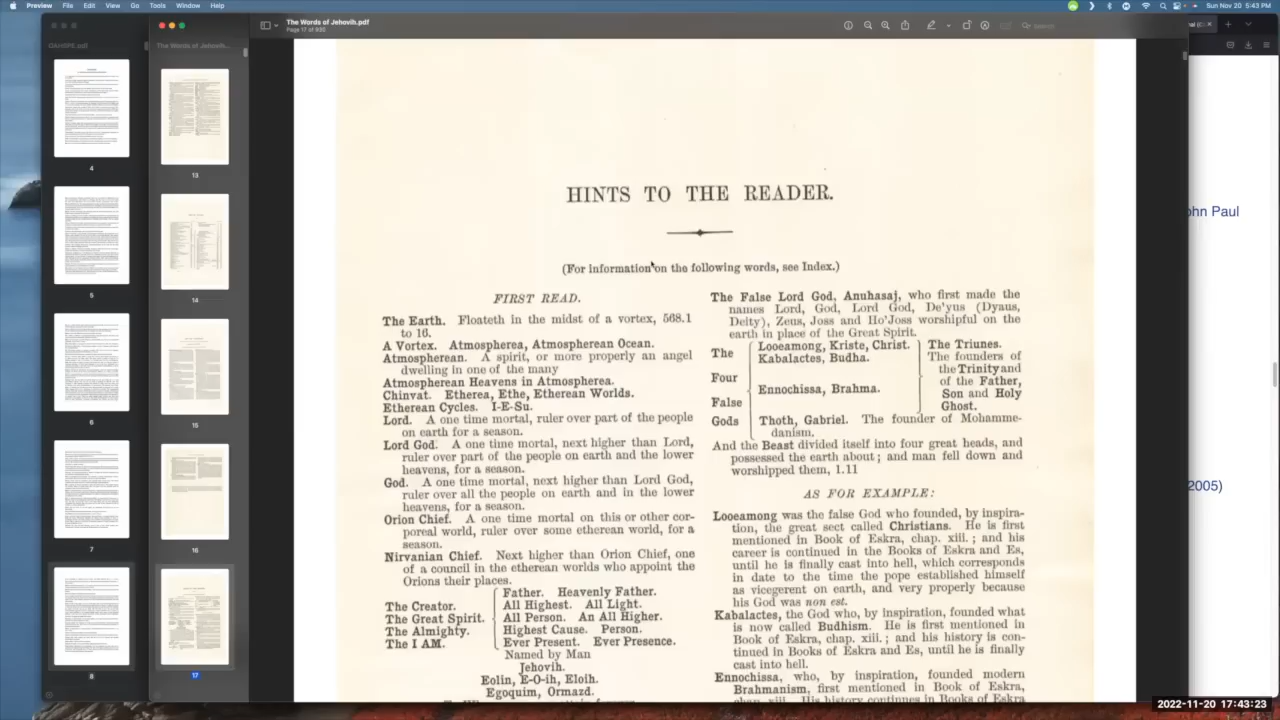 Preview File Edit View Go Tools Window Help
Sun Nov 20 5:43 PM
OAHSPE.pdf
The Words of Jehovih...
The Words of Jehovih.pdf
Page 17 of 930
Search
4
5
6
7
8
13
14
15
16
17
HINTS TO THE READER.
(For information on the following words, see Index.)
FIRST READ.
The Earth. Floateth in the midst of a vortex, 568.1
to 16.
A Vortex. Atmospherea, Atmospherean Ocean.
Atmospherean. A spirit, or more properly an angel
dwelling in one of the many
Atmospherean Heavens in Atmospherea.
Chinvat. Etherea, Ethe, Etherean Worlds.
Etherean Cycles. I-E-Su.
Lord. A one time mortal, ruler over part of the people
on earth for a season.
Lord God. A one time mortal, next higher than Lord,
ruler over part of the people on earth and the lower
heavens, for a season.
God. A one time mortal, next higher than Lord God,
ruler over all the people on earth and in the lower
heavens, for a season.
Orion Chief. A one time mortal on this or other cor-
poreal world, ruler over some etherean world, for a
season.
Nirvanian Chief. Next higher than Orion Chief, one
of a council in the etherean worlds who appoint the
Orions their places.
Father. Heavenly Father.
The Creator. All Highest. All Light.
The Great Spirit. All Person. An All Higher.
The Almighty. Highest Cause. Person.
The I AM. Ever Present. Ever Presence.
Named by Man
Jehovih.
Eolin, E-O-ih, Eloih.
Egoquim, Ormazd.
The False Lord God, Anuhasaj, who first made the
names Lord, God, Lord God, De'yus (Dyaus,
Deity), Zeus, Joss and Ho'Joss worshipful on the
earth in place of the Great Spirit.
The Four False Gods
Looeamong, Kriste, Christ.
Kabalactes, Budha.
Ennochissa, Brahma.
The Triunes.
The founders of
the Trinity and
of the Father,
Son and Holy
Ghost.
Thoth, Gabriel. The founder of Mohamme-
danism.
And the Beast divided itself into four great heads, and
possessed the earth about; and man fell down and
worshipped them, 1.11
FOR EXAMPLE:
Looeamong was the false God who founded, by inspira-
tion, the great sect called Christians. He is first
mentioned in Book of Eskra, chap. xiii.; and his
career is continued in the Books of Eskra and Es,
until he is finally cast into hell, which corresponds
in date to the time the pope established himself
as vicegerent on earth, and very properly because
his God was non est.
Kabalactes, the God who, by inspiration, founded what
is now called Budhism. He is first mentioned in
Book of Eskra, chap. xiii.; and his history is con-
tinued in Books of Eskra and Es, until he is finally
cast into hell.
Ennochissa, who, by inspiration, founded modern
Brahmanism, first mentioned in Book of Eskra,
John Paul
2005)
2022-11-20 17:43:23